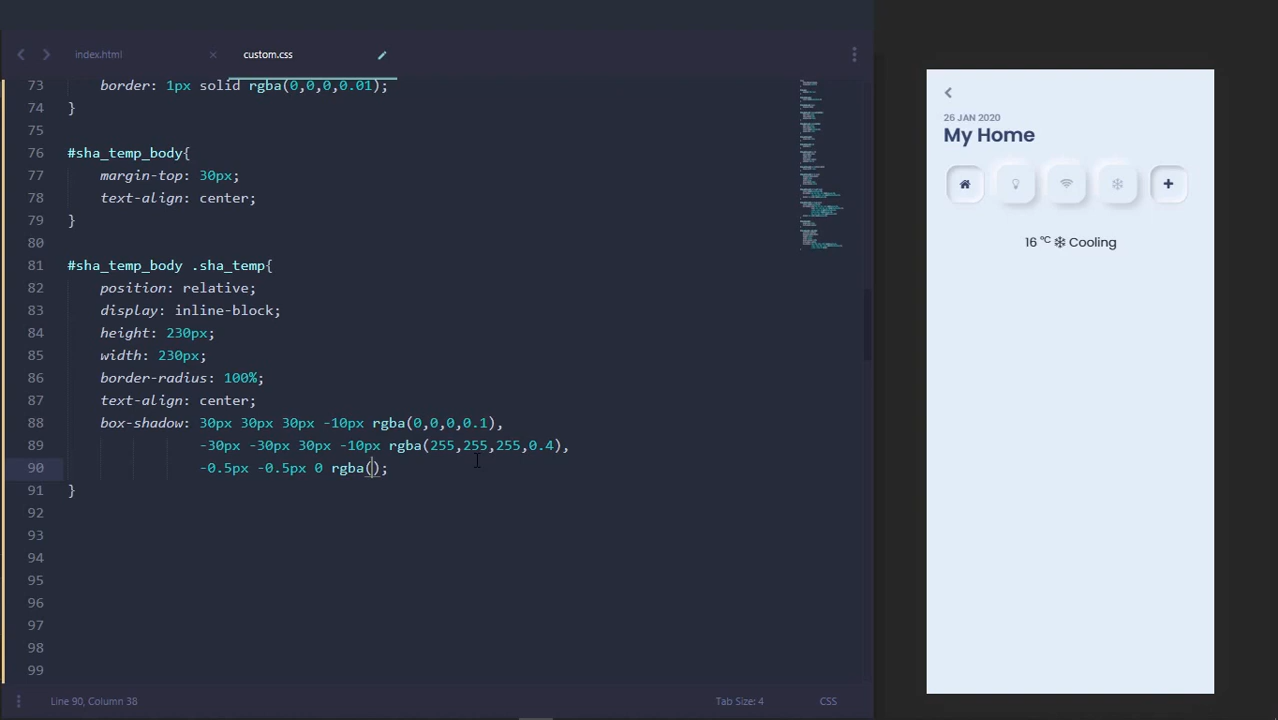 index.html
custom.css
73 border: 1px solid rgba(0,0,0,0.01);
74 }
75
76 #sha_temp_body{
77 margin-top: 30px;
78 text-align: center;
79 }
80
81 #sha_temp_body .sha_temp{
82 position: relative;
83 display: inline-block;
84 height: 230px;
85 width: 230px;
86 border-radius: 100%;
87 text-align: center;
88 box-shadow: 30px 30px 30px -10px rgba(0,0,0,0.1),
89 -30px -30px 30px -10px rgba(255,255,255,0.4),
90 -0.5px -0.5px 0 rgba();
91 }
92
93
94
95
96
97
98
99
Line 90, Column 38
Tab Size: 4
CSS
26 JAN 2020
My Home
16 °C Cooling